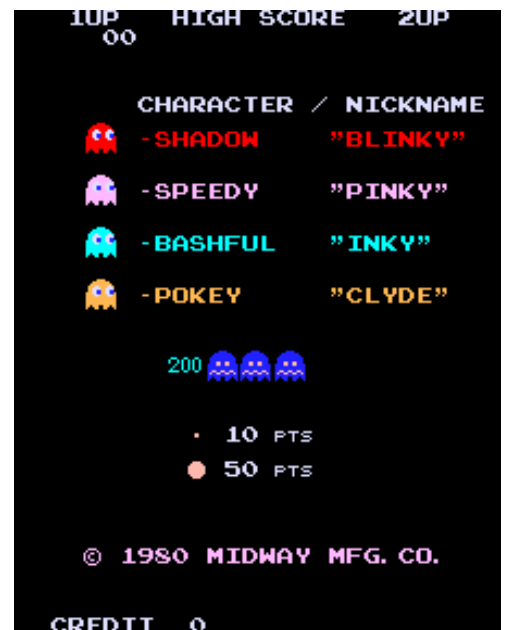 1UP HIGH SCORE 2UP
00
CHARACTER / NICKNAME
-SHADOW "BLINKY"
-SPEEDY "PINKY"
-BASHFUL "INKY"
-POKEY "CLYDE"
200
10 PTS
50 PTS
© 1980 MIDWAY MFG. CO.
CREDIT 0